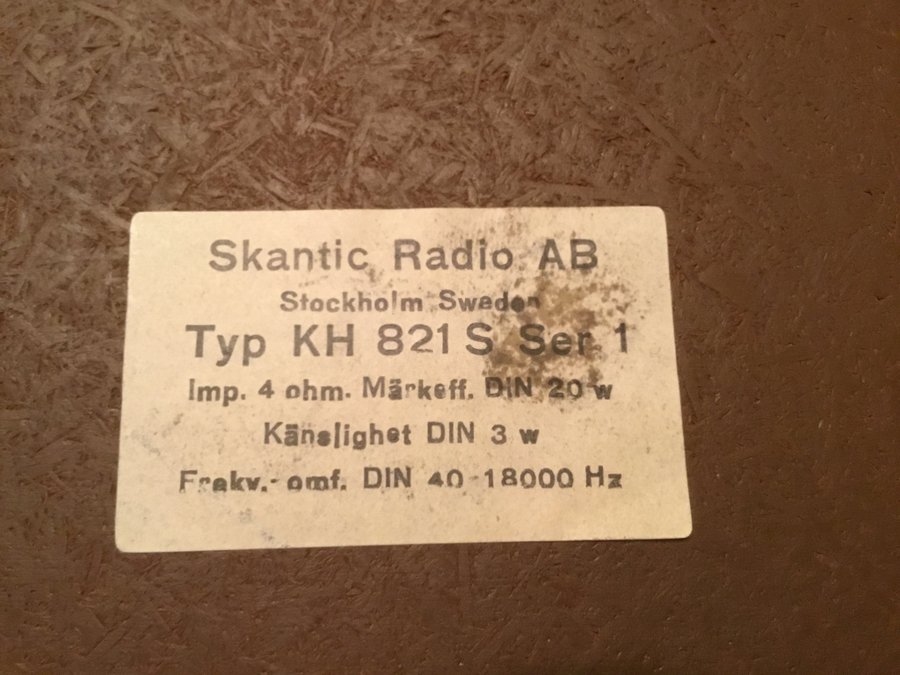 Skantic Radio AB
Stockholm Sweden
Typ KH 821 S Ser 1
Imp. 4 ohm. Märkeff. DIN 20 w
Känslighet DIN 3 w
Frekv.- omf. DIN 40-18000 Hz